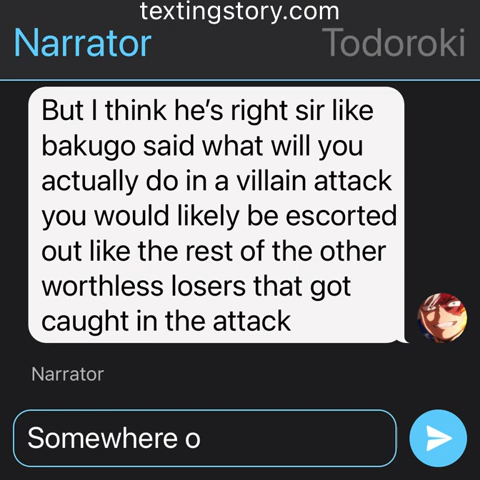 textingstory.com
Narrator Todoroki
But I think he’s right sir like
bakugo said what will you
actually do in a villain attack
you would likely be escorted
out like the rest of the other
worthless losers that got
caught in the attack
Narrator
Somewhere o